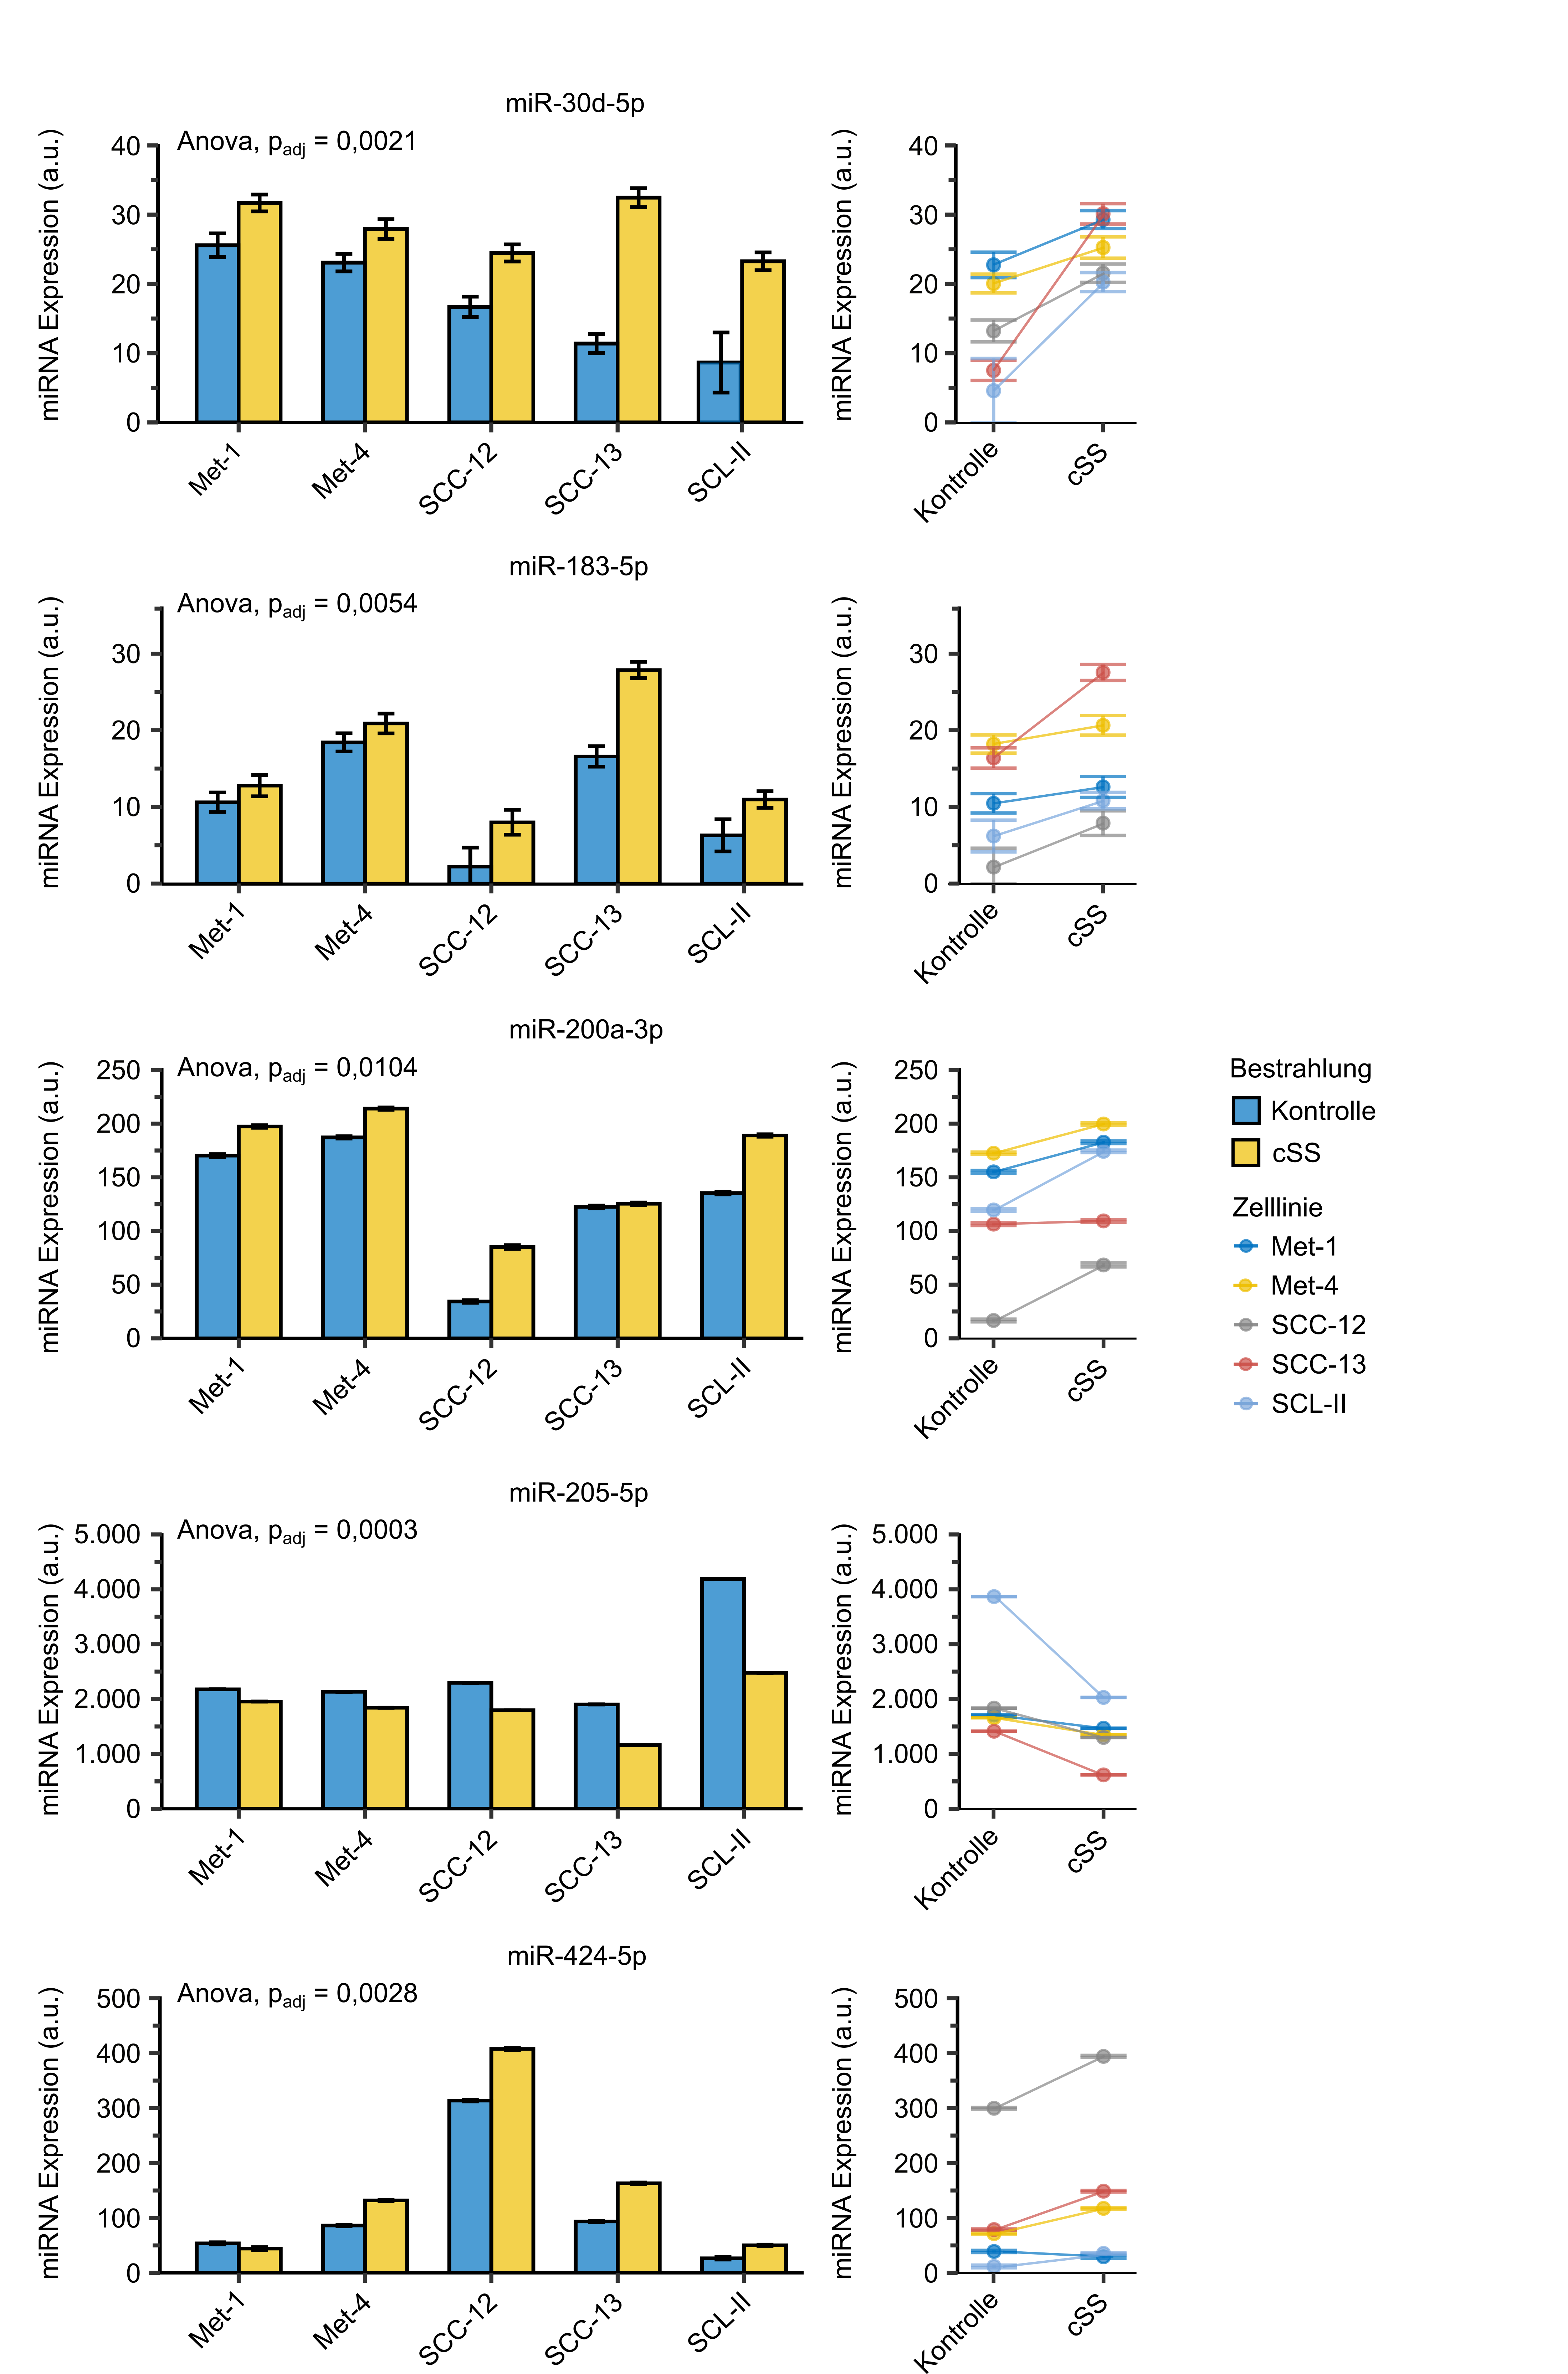 miR-30d-5p
Anova, padj = 0,0021
miRNA Expression (a.u.)
40
30
20
10
0
Met-1
Met-4
SCC-12
SCC-13
SCL-II
miRNA Expression (a.u.)
40
30
20
10
0
Kontrolle
cSS
miR-183-5p
Anova, padj = 0,0054
miRNA Expression (a.u.)
30
20
10
0
Met-1
Met-4
SCC-12
SCC-13
SCL-II
miRNA Expression (a.u.)
30
20
10
0
Kontrolle
cSS
miR-200a-3p
Anova, padj = 0,0104
miRNA Expression (a.u.)
250
200
150
100
50
0
Met-1
Met-4
SCC-12
SCC-13
SCL-II
miRNA Expression (a.u.)
250
200
150
100
50
0
Kontrolle
cSS
Bestrahlung
Kontrolle
cSS
Zelllinie
Met-1
Met-4
SCC-12
SCC-13
SCL-II
miR-205-5p
Anova, padj = 0,0003
miRNA Expression (a.u.)
5.000
4.000
3.000
2.000
1.000
0
Met-1
Met-4
SCC-12
SCC-13
SCL-II
miRNA Expression (a.u.)
5.000
4.000
3.000
2.000
1.000
0
Kontrolle
cSS
miR-424-5p
Anova, padj = 0,0028
miRNA Expression (a.u.)
500
400
300
200
100
0
Met-1
Met-4
SCC-12
SCC-13
SCL-II
miRNA Expression (a.u.)
500
400
300
200
100
0
Kontrolle
cSS